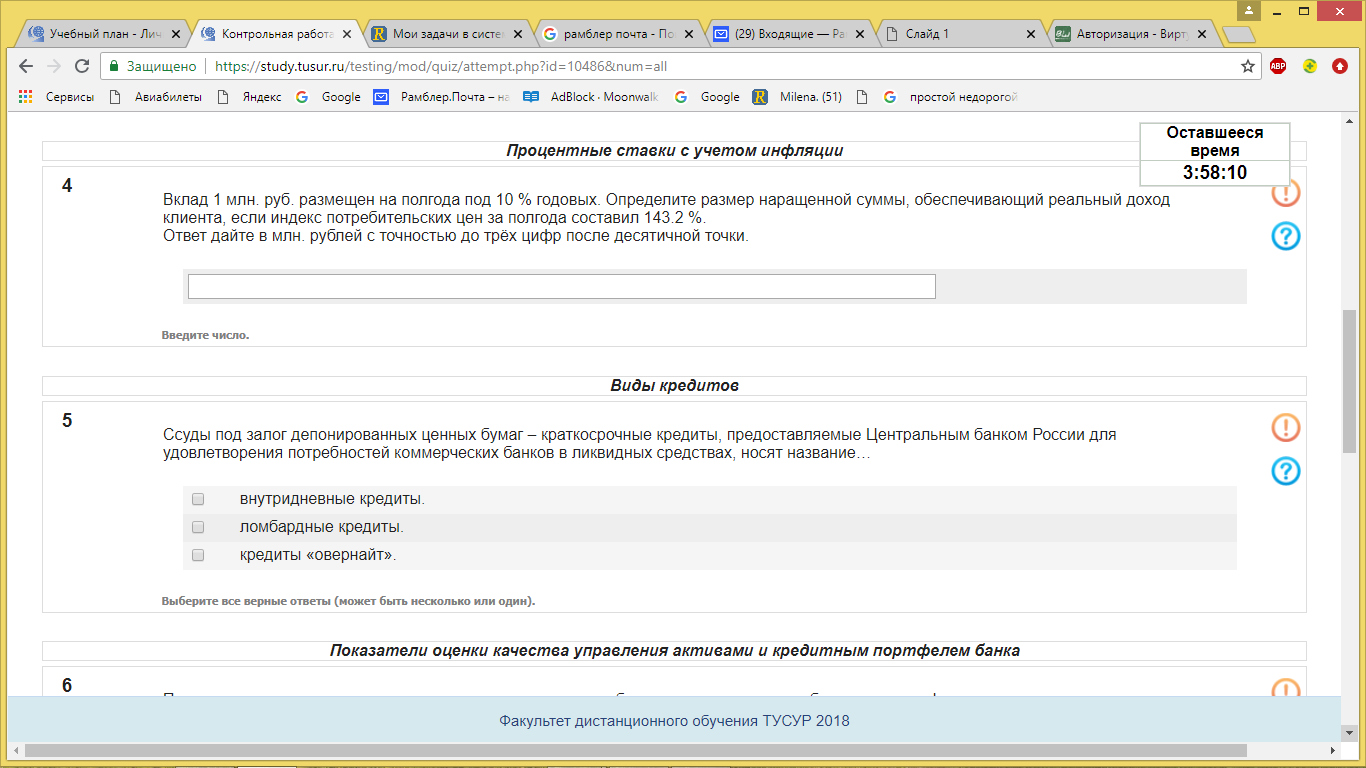 Учебный план - Лич
Контрольная работа
Мои задачи в систем
рамблер почта - По
(29) Входящие — Ра
Слайд 1
Авторизация - Вирт
Защищено
https://study.tusur.ru/testing/mod/quiz/attempt.php?id=10486&num=all
ABP
Сервисы
Авиабилеты
Яндекс
Google
Рамблер.Почта – на
AdBlock · Moonwalk
Google
Milena. (51)
простой недорогой
Оставшееся
время
3:58:10
Процентные ставки с учетом инфляции
4
Вклад 1 млн. руб. размещен на полгода под 10 % годовых. Определите размер наращенной суммы, обеспечивающий реальный доход
клиента, если индекс потребительских цен за полгода составил 143.2 %.
Ответ дайте в млн. рублей с точностью до трёх цифр после десятичной точки.
Введите число.
Виды кредитов
5
Ссуды под залог депонированных ценных бумаг – краткосрочные кредиты, предоставляемые Центральным банком России для
удовлетворения потребностей коммерческих банков в ликвидных средствах, носят название…
внутридневные кредиты.
ломбардные кредиты.
кредиты «овернайт».
Выберите все верные ответы (может быть несколько или один).
Показатели оценки качества управления активами и кредитным портфелем банка
6
Факультет дистанционного обучения ТУСУР 2018